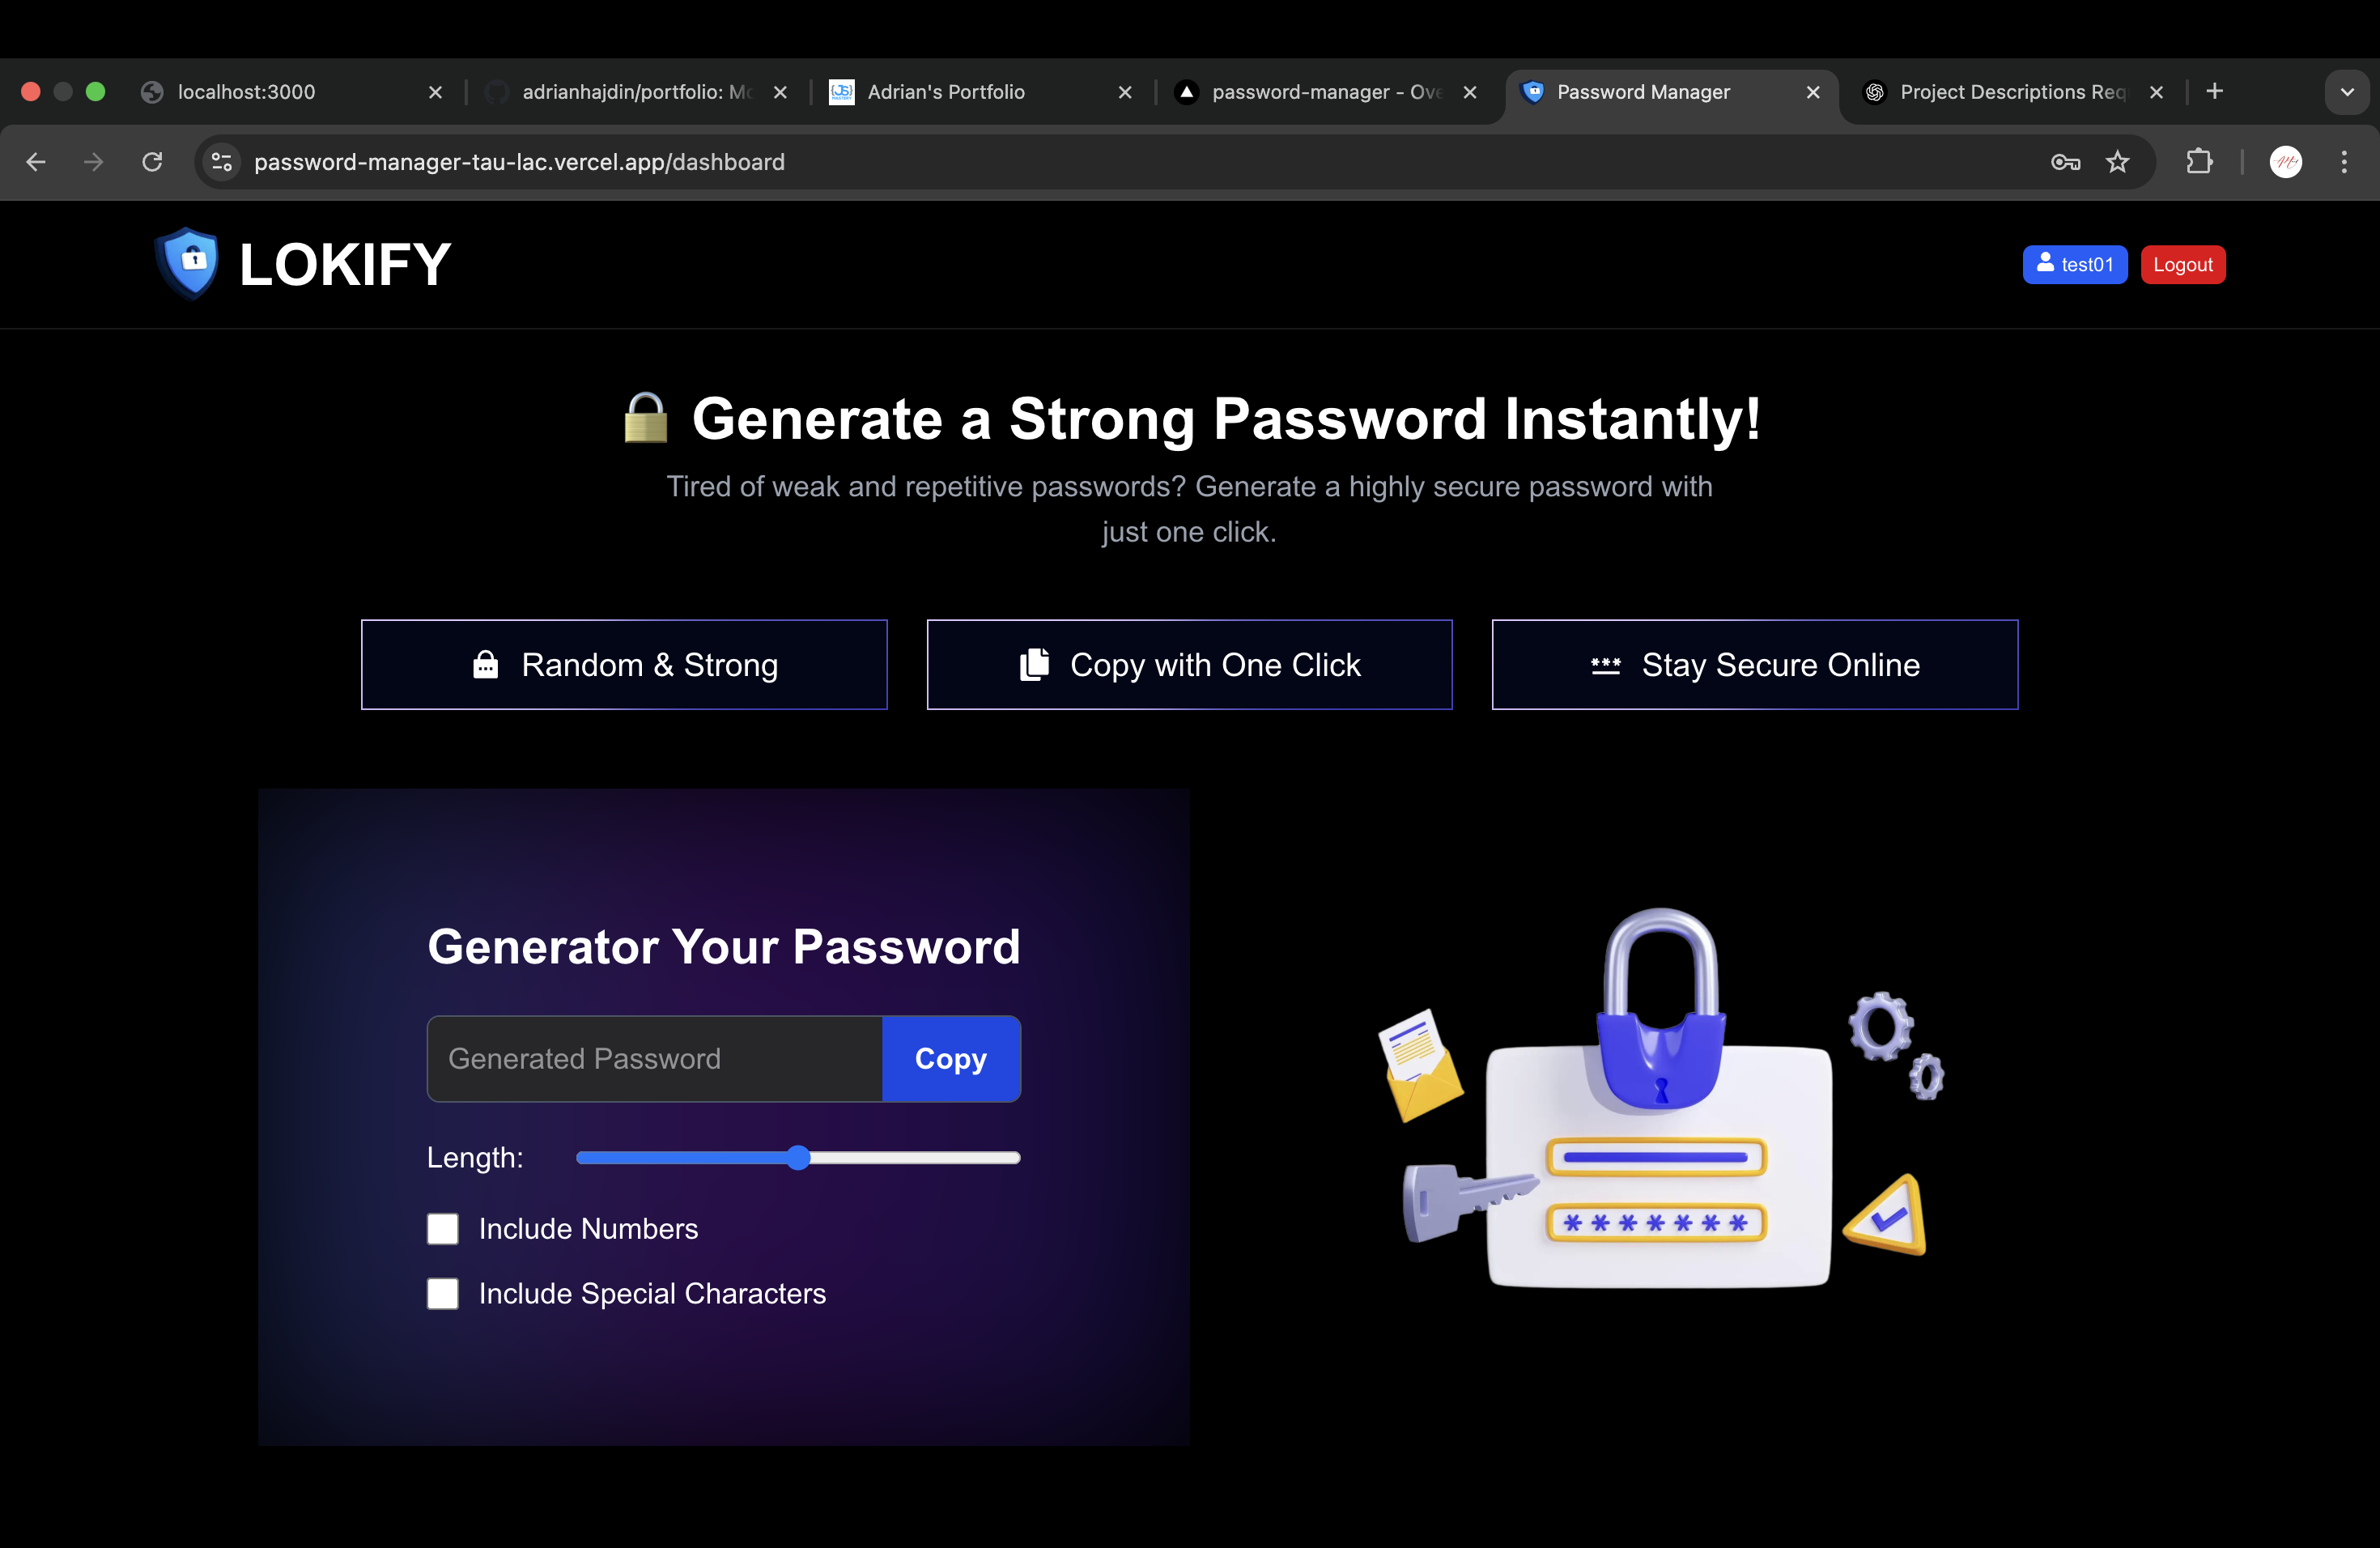 localhost:3000
adrianhajdin/portfolio: Mo
Adrian's Portfolio
password-manager - Ove
Password Manager
Project Descriptions Req
password-manager-tau-lac.vercel.app/dashboard
LOKIFY
test01
Logout
Generate a Strong Password Instantly!
Tired of weak and repetitive passwords? Generate a highly secure password with
just one click.
Random & Strong
Copy with One Click
Stay Secure Online
Generator Your Password
Generated Password
Copy
Length:
Include Numbers
Include Special Characters
*******